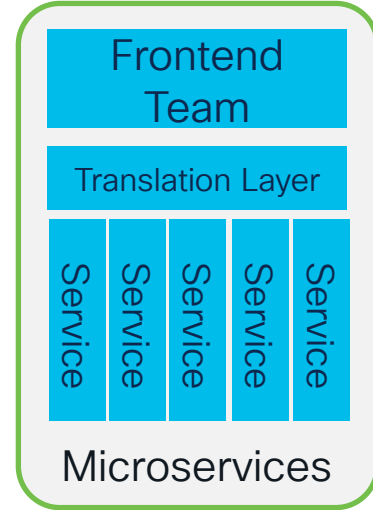 Frontend
Team
Translation Layer
Service
Service
Service
Service
Service
Microservices